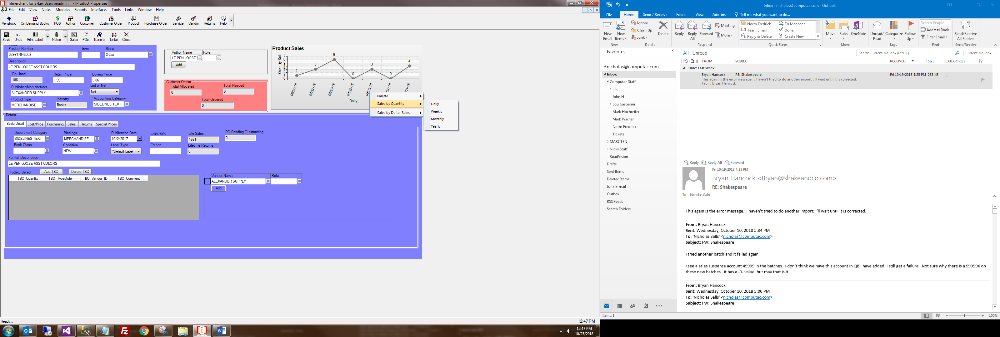 [i]merchant for 3-Lex User: imadmin - [Product Properties]
File Edit View Notes Modules Reports Interfaces Tools Links Window Help
Venstock On Demand Books POS Author Customer Customer Order Product Purchase Order Service Vendor Returns Help
Save Undo Print Label Notes Sales POs Transfer Links Close
Product
Product Number Item Store
028617943008 3-Lex
Description
LE PEN LOOSE ASST COLORS
On Hand Retail Price Buying Price
186 1.99 0.86
Publisher/Manufacturer List or Net
ALEXANDER SUPPLY Net
ProductType Industry Accounting Category
MERCHANDISE Books SIDELINES TEXT
Author Name Role
LE PEN LOOSE
Add
Customer Orders
Total Allocated Total Needed
0 0
Total Ordered
0
Product Sales
Quantity Sold
7
6
5
4
3
2
1
0
1 3 6 0 3 0 4
09/25/18 09/26/18 09/27/18 09/28/18 09/29/18 /30/18 /01/18
Daily
Palette
Sales by Quantity
Sales by Dollar Sales
Daily
Weekly
Monthly
Yearly
Details
Basic Detail Cost/Price Purchasing Sales Returns Special Prices
Department Category Bindings Publication Date Copyright Life Sales PO Pending Outstanding
SIDELINES TEXT MERCHANDISE 10/2/2017 1981 0
Book Class Condition Label Type Edition Lifetime Returns
NEW ~Default Label 0
Formal Description
LE PEN LOOSE ASST COLORS
ToBeOrdered Add TBO Delete TBO
TBO_Quantity TBO_TypeOrder TBO_Vendor_ID TBO_Comment
Vendor Name Role
ALEXANDER SUPPLY
Add
Ready... 12:47 PM
12:47 PM
10/25/2018
Inbox - nicholas@computac.com - Outlook
File Home Send / Receive Folder View Add-ins Tell me what you want to do...
New Email
New Items
New
Ignore
Clean Up
Junk
Delete
Delete
Reply
Reply All
Forward
Meeting
More
Respond
Norm Fredrick
Team Email
Reply & Delete
To Manager
Done
Create New
Quick Steps
Move
Rules
OneNote
Move
Unread/ Read
Categorize
Follow Up
Tags
Search People
Address Book
Filter Email
Find
Send/Receive All Folders
Send/Receive
Favorites
nicholas@computac.com
Inbox
Computac Staff
HR
John H
Lou Gasparini
Mark Hochreiter
Mark Warner
Norm Fredrick
Tickets
MARCTEN
Nicks Stuff
RoadVision
Drafts
Sent Items
Deleted Items
Junk E-mail
Outbox
RSS Feeds
Search Folders
All Unread
Search Current Mailbox (Ctrl+E) Current Mailbox
FROM SUBJECT RECEIVED SIZE CATEGORIES
Date: Last Week
Bryan Hancock RE: Shakespeare Fri 10/19/2018 4:25 PM 283 KB
This again is the error message. I haven't tried to do another import; I'll wait until it is corrected.
From: Bryan Hancock
Reply Reply All Forward
Fri 10/19/2018 4:25 PM
Bryan Hancock <Bryan@shakeandco.com>
RE: Shakespeare
To Nicholas Salls
This again is the error message. I haven't tried to do another import; I'll wait until it is corrected.
From: Bryan Hancock
Sent: Wednesday, October 10, 2018 5:34 PM
To: 'Nicholas Salls' <nicholas@computac.com>
Subject: FW: Shakespeare
I tried another batch and it failed again.
I see a sales suspense account 49999 in the batches. I don't think we have this account in QB I have added. I still get a failure. Not sure why there is a 99999X on
these new batches. It has a -0- value, but may that is it.
From: Bryan Hancock
Sent: Wednesday, October 10, 2018 5:00 PM
To: 'Nicholas Salls' <nicholas@computac.com>
Subject: FW: Shakespeare
Items: 1 100%